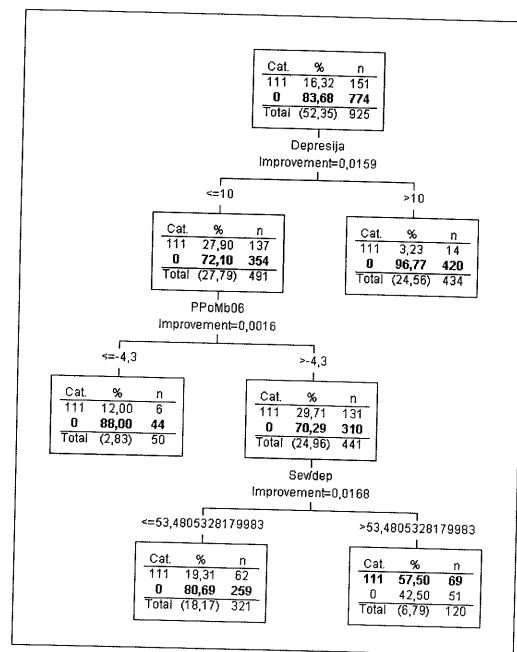 Cat. % n
111 16,32 151
0 83,68 774
Total (52,35) 925
Depresija
Improvement=0,0159
<=10 >10
Cat. % n
111 27,90 137
0 72,10 354
Total (27,79) 491
Cat. % n
111 3,23 14
0 96,77 420
Total (24,56) 434
PPoMb06
Improvement=0,0016
<=-4,3 >-4,3
Cat. % n
111 12,00 6
0 88,00 44
Total (2,83) 50
Cat. % n
111 29,71 131
0 70,29 310
Total (24,96) 441
Sev/dep
Improvement=0,0168
<=53,4805328179983 >53,4805328179983
Cat. % n
111 19,31 62
0 80,69 259
Total (18,17) 321
Cat. % n
111 57,50 69
0 42,50 51
Total (6,79) 120